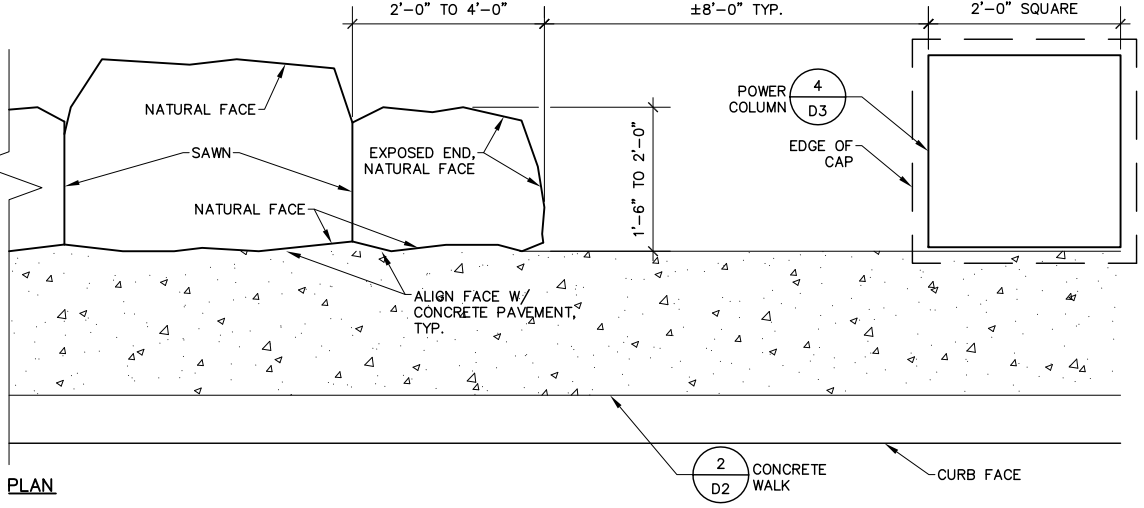 2'-0" TO 4'-0"
±8'-0" TYP.
2'-0" SQUARE
NATURAL FACE
SAWN
NATURAL FACE
EXPOSED END,
NATURAL FACE
1'-6" TO 2'-0"
POWER
COLUMN
4
D3
EDGE OF
CAP
ALIGN FACE W/
CONCRETE PAVEMENT,
TYP.
2
D2
CONCRETE
WALK
CURB FACE
PLAN